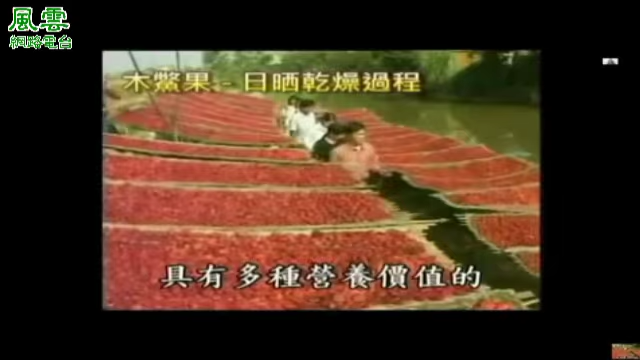 風雲
網路電台
木鱉果-日晒乾燥過程
具有多種營養價值的